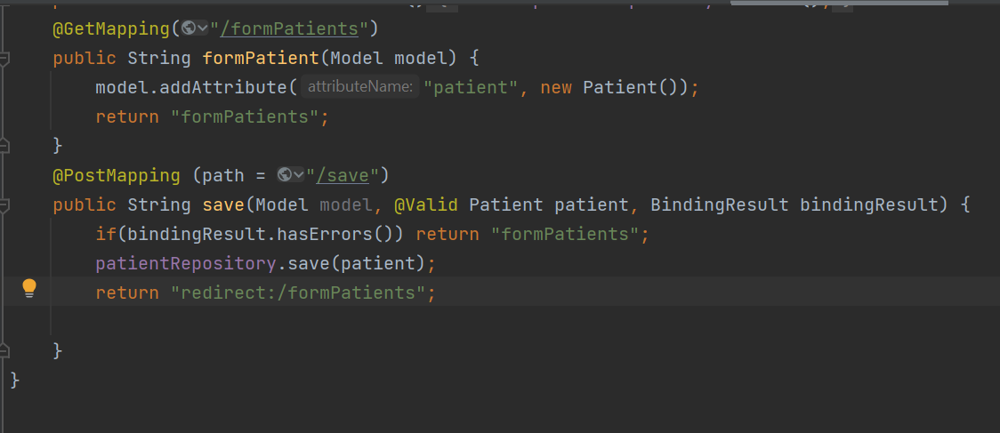 @GetMapping("/formPatients")
public String formPatient(Model model) {
model.addAttribute( attributeName: "patient", new Patient());
return "formPatients";
}
@PostMapping (path = "/save")
public String save(Model model, @Valid Patient patient, BindingResult bindingResult) {
if(bindingResult.hasErrors()) return "formPatients";
patientRepository.save(patient);
return "redirect:/formPatients";
}
}